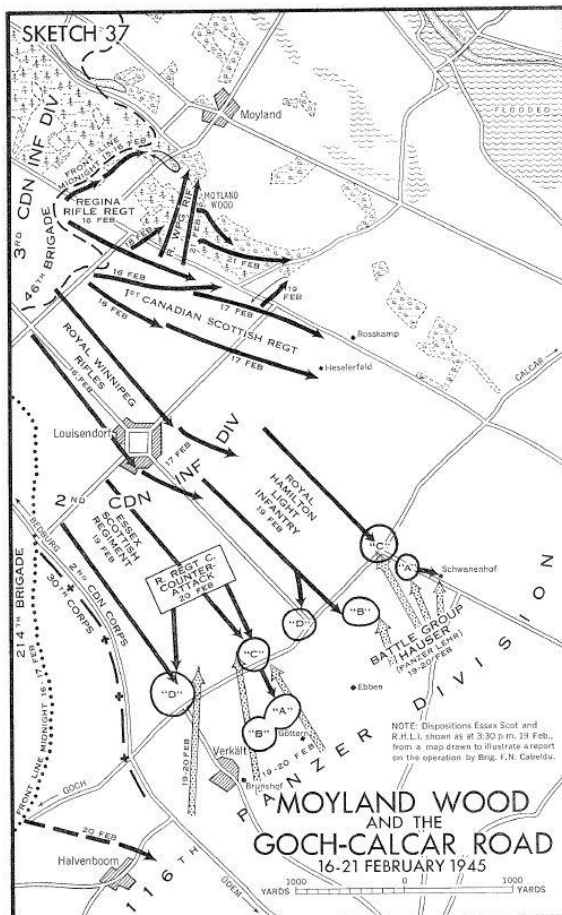 SKETCH 37
Moyland
FLOODED
3RD CDN INF DIV
FRONT LINE
MIDNIGHT 15-16 FEB
REGINA
RIFLE REGT
16 FEB
46TH BRIGADE
18 FEB
R. WPG RIF
21 FEB
MOYLAND
WOOD
21 FEB
19
FEB
16 FEB
17
FEB
1ST CANADIAN SCOTTISH REGT
16
FEB
17
FEB
Rosskamp
Heselerfeld
CALCAR
ROYAL WINNIPEG
RIFLES
16 FEB
Louisendorf
17 FEB
2ND CDN INF DIV
ROYAL
HAMILTON
LIGHT
INFANTRY
19 FEB
ESSEX
SCOTTISH
REGIMENT
19 FEB
BEDBURG
2ND CDN CORPS
30TH CORPS
214TH BRIGADE
FRONT LINE MIDNIGHT 16-17 FEB
R. REGT C.
COUNTER-
ATTACK
20 FEB
"C"
"A"
Schwanenhof
"D"
"B"
BATTLE GROUP
HAUSER
(PANZER LEHR)
19-20 FEB
"C"
"D"
"A"
"B"
Ebben
Göttern
Verkält
Brunshof
19-20 FEB
19-20 FEB
116TH PANZER DIVISION
NOTE: Dispositions Essex Scot and
R.H.L.I. shown as at 3:30 p.m. 19 Feb.,
from a map drawn to illustrate a report
on the operation by Brig. F.N. Cabeldu.
GOCH
20 FEB
Halvenboom
UDEM
MOYLAND WOOD
AND THE
GOCH-CALCAR ROAD
16-21 FEBRUARY 1945
1000
YARDS
0
1000
YARDS